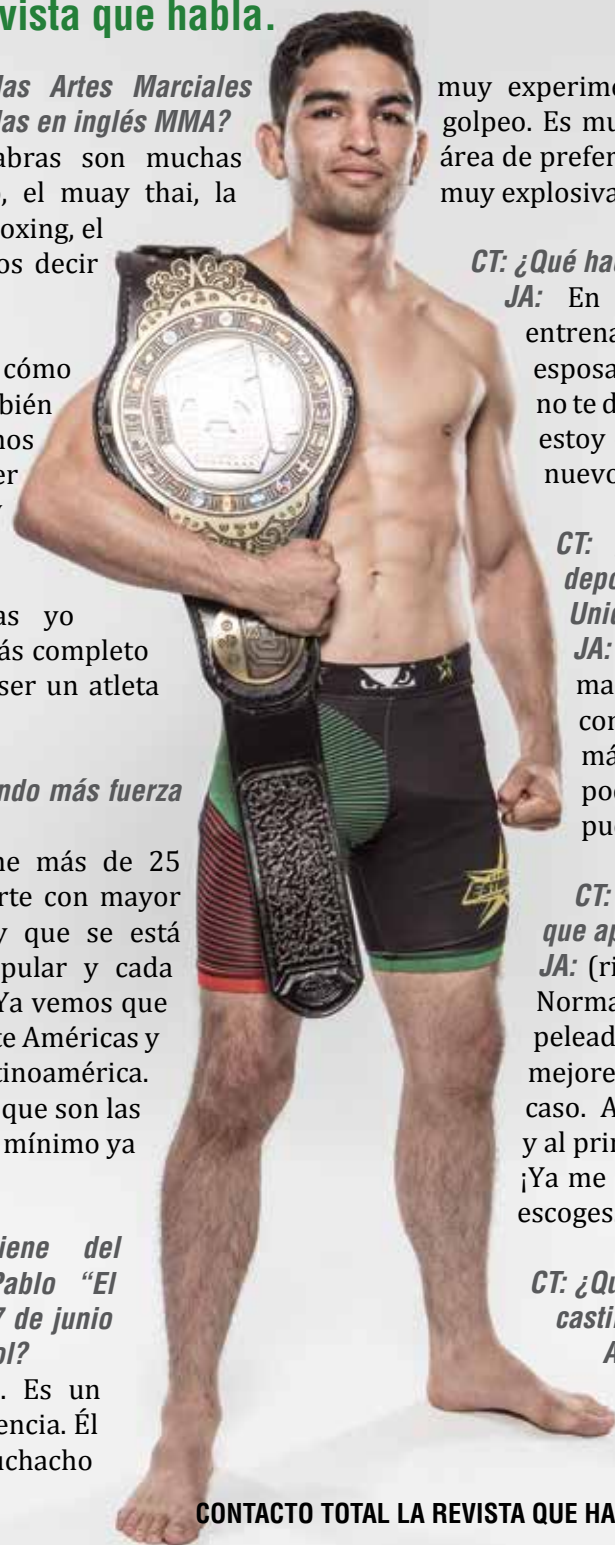 vista que habla.
las Artes Marciales
las en inglés MMA?
abras son muchas
, el muay thai, la
oxing, el
os decir
cómo
bién
nos
er
as yo
ás completo
ser un atleta
ndo más fuerza
ne más de 25
rte con mayor
y que se está
pular y cada
Ya vemos que
te Américas y
tinoamérica.
que son las
mínimo ya
iene del
Pablo “El
7 de junio
ol?
. Es un
encia. Él
uchacho
muy experime
golpeo. Es mu
área de prefer
muy explosiva
CT: ¿Qué ha
JA: En
entrena
esposa
no te d
estoy
nuevo
CT:
depo
Unid
JA:
ma
con
má
poc
pue
CT:
que ap
JA: (ri
Norma
pelead
mejore
caso. A
y al prin
¡Ya me
escoges
CT: ¿Qu
casti
A
CONTACTO TOTAL LA REVISTA QUE HA